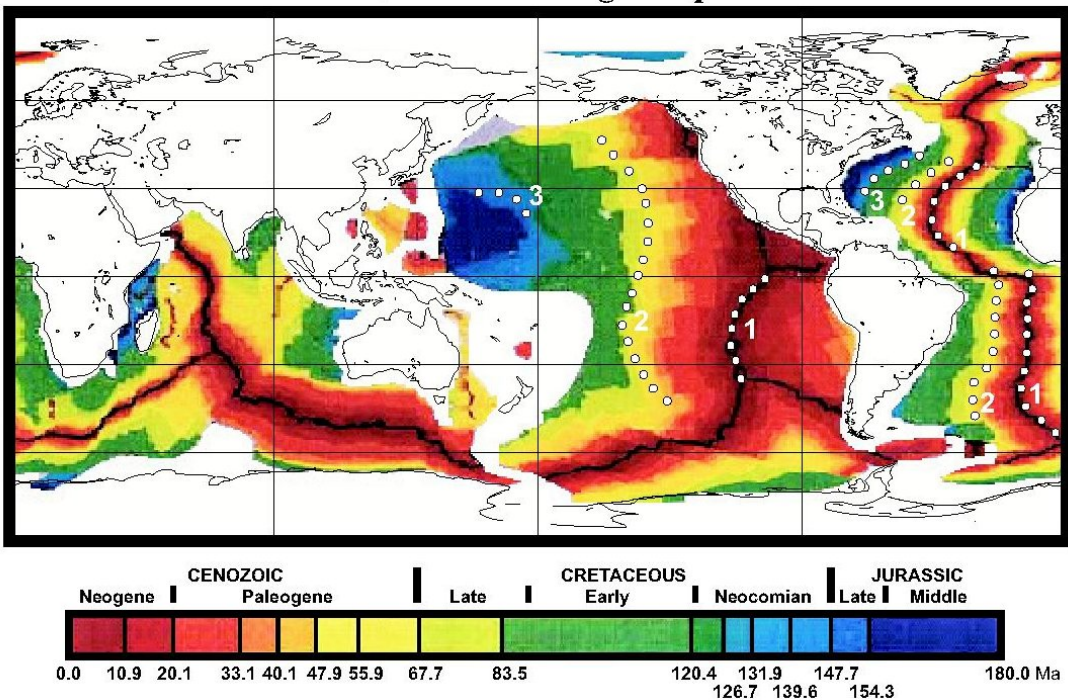 3
3
2
1
2
1
2
1
CENOZOIC CRETACEOUS JURASSIC
Neogene Paleogene Late Early Neocomian Late Middle
0.0 10.9 20.1 33.1 40.1 47.9 55.9 67.7 83.5 120.4 131.9 147.7 180.0 Ma
126.7 139.6 154.3